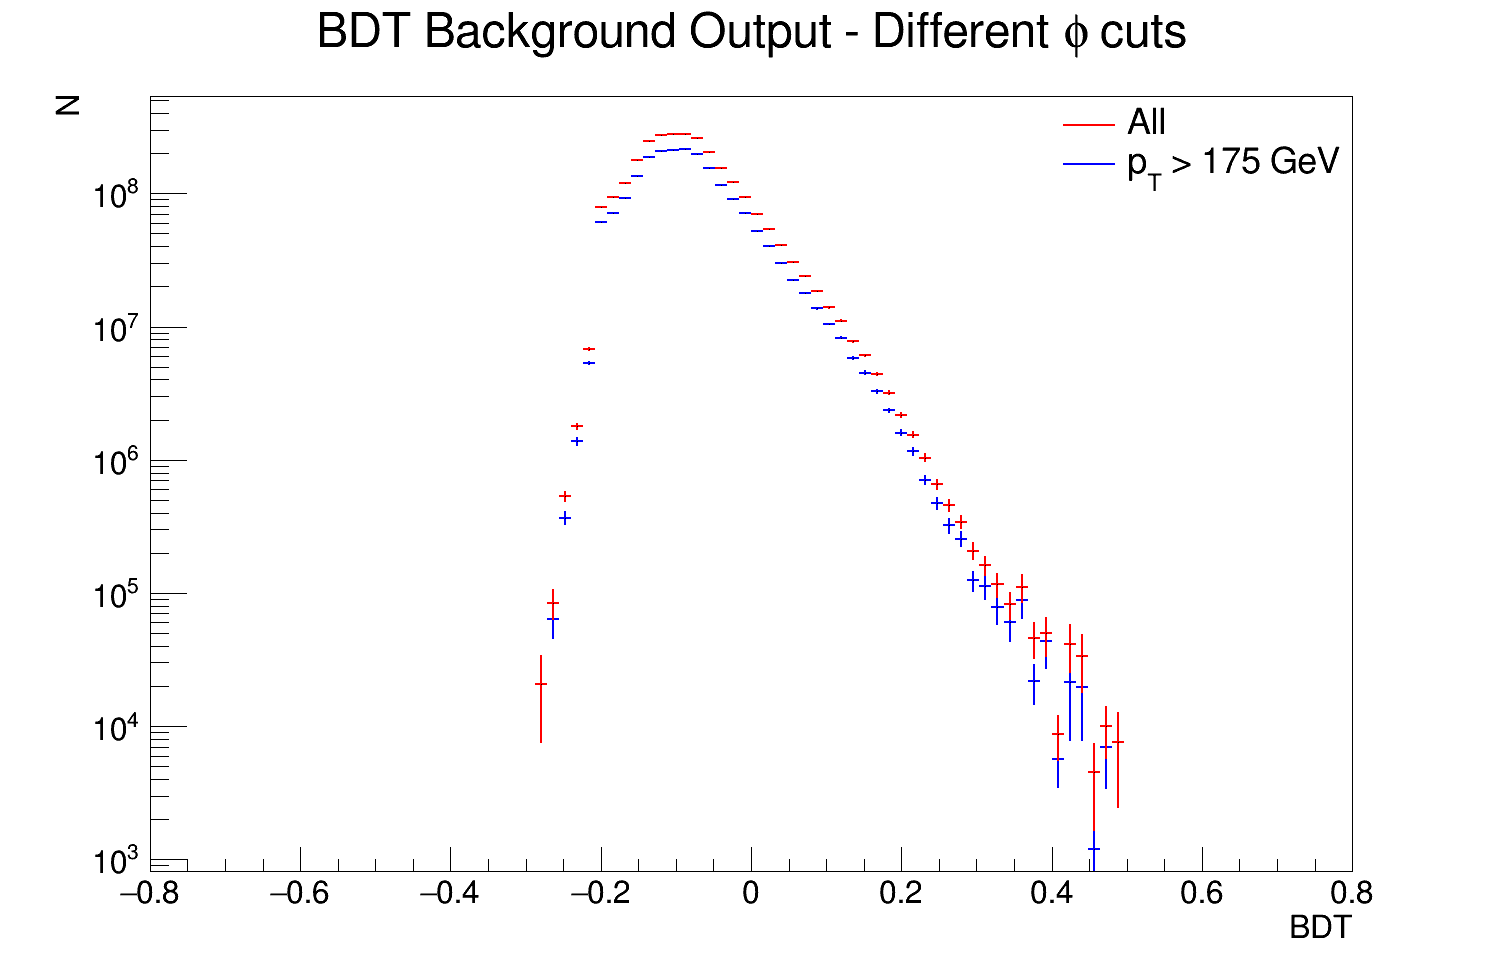 BDT Background Output - Different ϕ cuts
N
All
p_T > 175 GeV
10^8
10^7
10^6
10^5
10^4
10^3
−0.8 −0.6 −0.4 −0.2 0 0.2 0.4 0.6 0.8
BDT